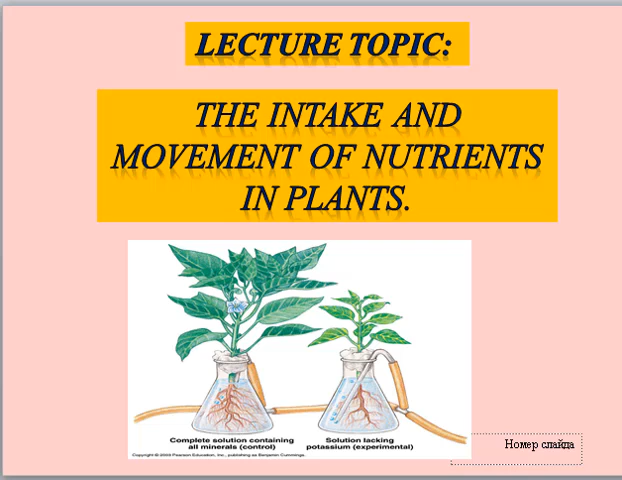 LECTURE TOPIC:
THE INTAKE AND
MOVEMENT OF NUTRIENTS
IN PLANTS.
Complete solution containing
all minerals (control)
Solution lacking
potassium (experimental)
Copyright © 2003 Pearson Education, Inc., publishing as Benjamin Cummings.
Номер слайда